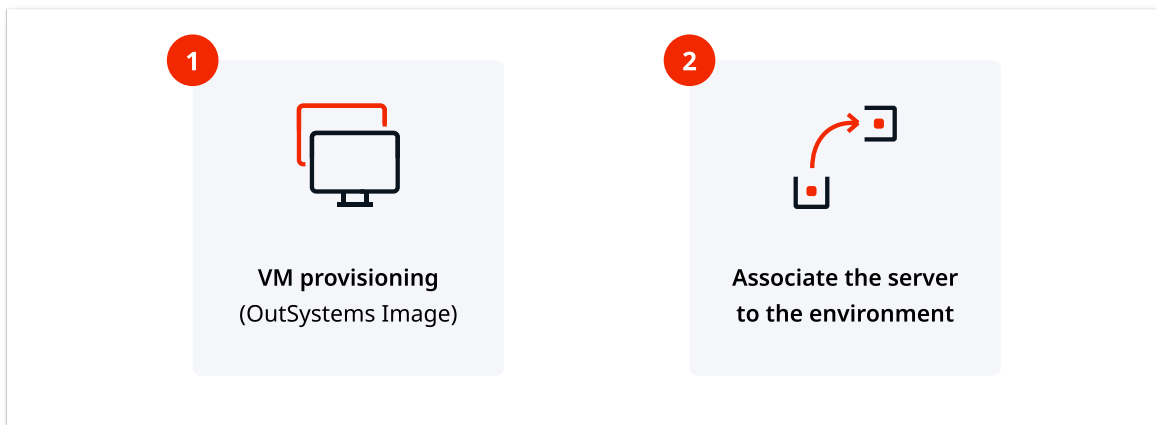 1
VM provisioning
(OutSystems Image)
2
Associate the server
to the environment